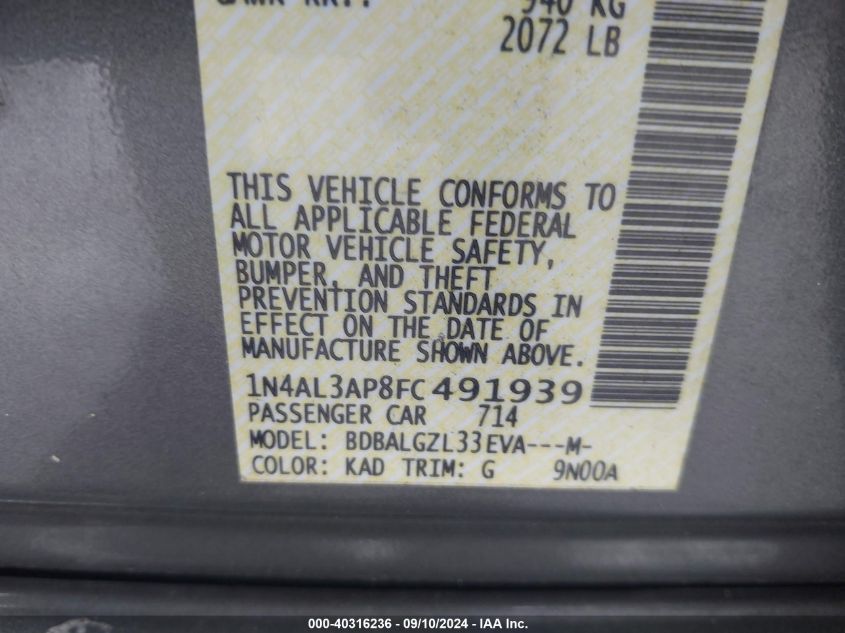 GAWR RR.: 940 KG
2072 LB
THIS VEHICLE CONFORMS TO
ALL APPLICABLE FEDERAL
MOTOR VEHICLE SAFETY,
BUMPER, AND THEFT
PREVENTION STANDARDS IN
EFFECT ON THE DATE OF
MANUFACTURE SHOWN ABOVE.
1N4AL3AP8FC491939
PASSENGER CAR 714
MODEL: BDBALGZL33EVA---M-
COLOR: KAD TRIM: G 9N00A
000-40316236 - 09/10/2024 - IAA Inc.